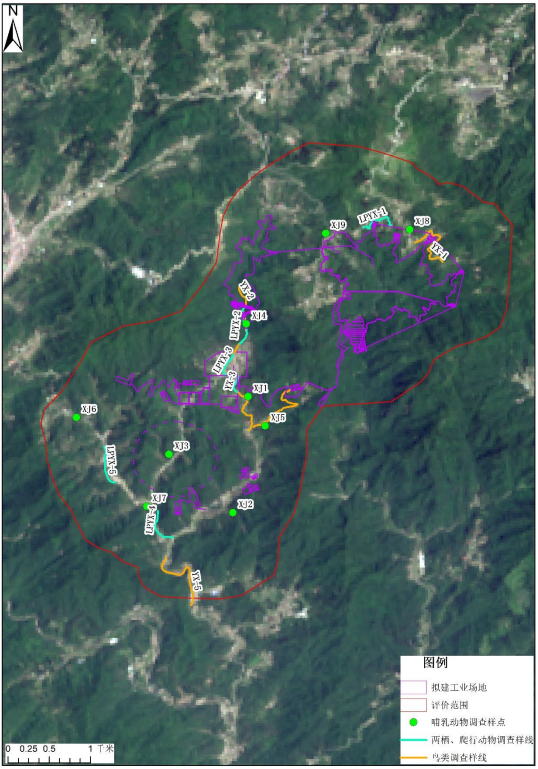 N
LPYX-1
XJ8
XJ9
YX-1
YX-2
LPYX-2
XJ4
LPYX-3
YX-3
XJ1
XJ6
XJ5
XJ3
LPYX-5
XJ7
LPYX-4
XJ2
YX-5
图例
拟建工业场地
评价范围
哺乳动物调查样点
两栖、爬行动物调查样线
鸟类调查样线
0 0.25 0.5 1 千米